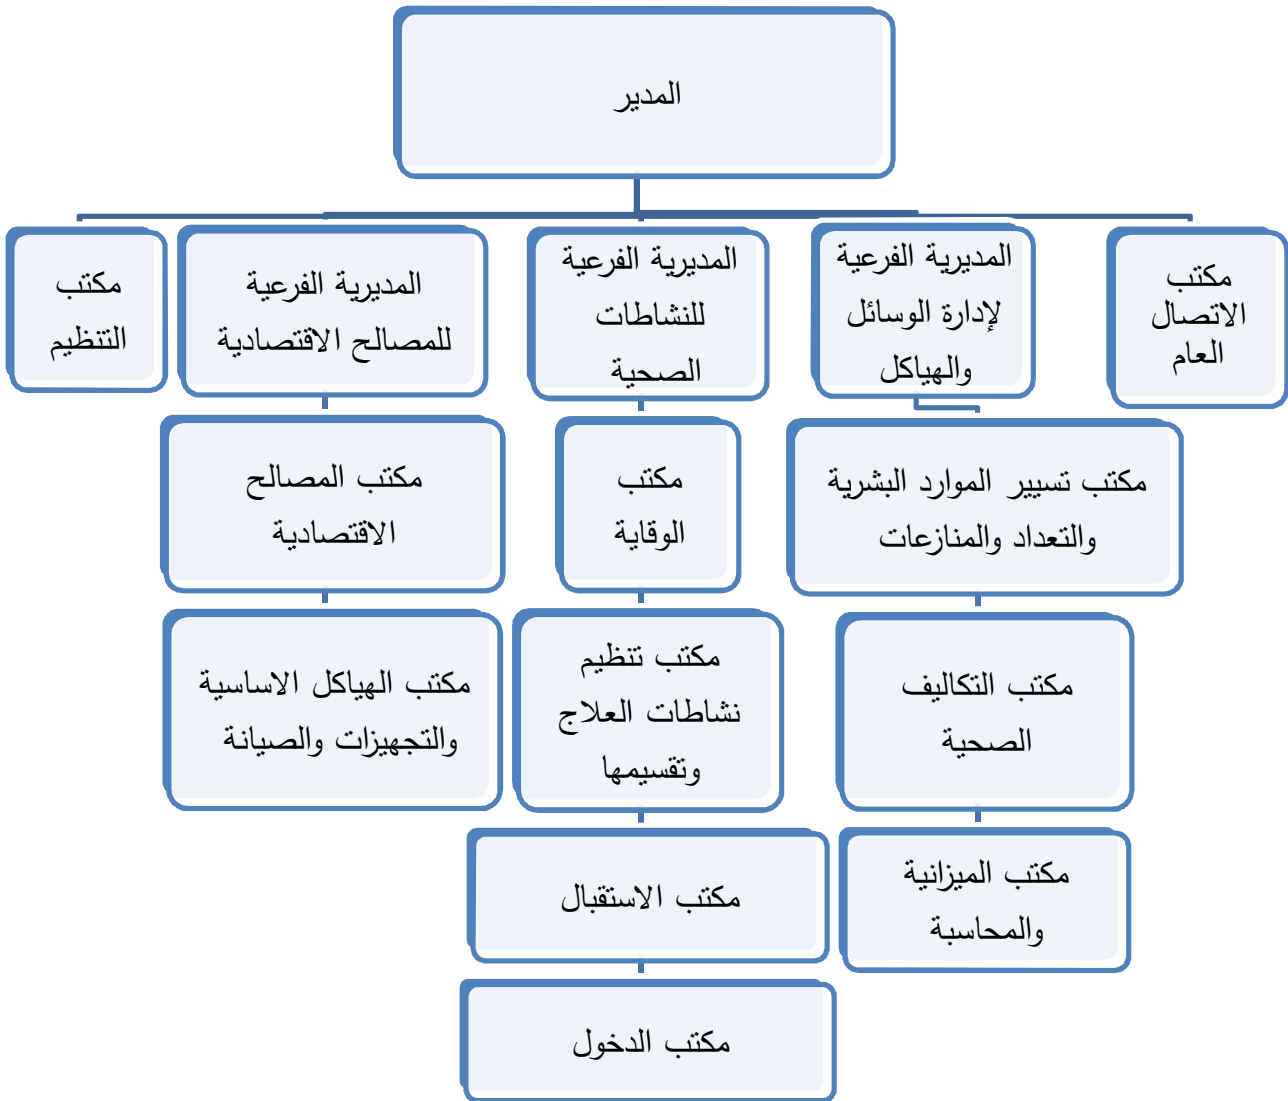 المدير
مكتب
الاتصال
العام
المديرية الفرعية
لإدارة الوسائل
والهياكل
المديرية الفرعية
للنشاطات
الصحية
المديرية الفرعية
للمصالح الاقتصادية
مكتب
التنظيم
مكتب تسيير الموارد البشرية
والتعداد والمنازعات
مكتب
الوقاية
مكتب المصالح
الاقتصادية
مكتب التكاليف
الصحية
مكتب تنظيم
نشاطات العلاج
وتقسيمها
مكتب الهياكل الاساسية
والتجهيزات والصيانة
مكتب الميزانية
والمحاسبة
مكتب الاستقبال
مكتب الدخول